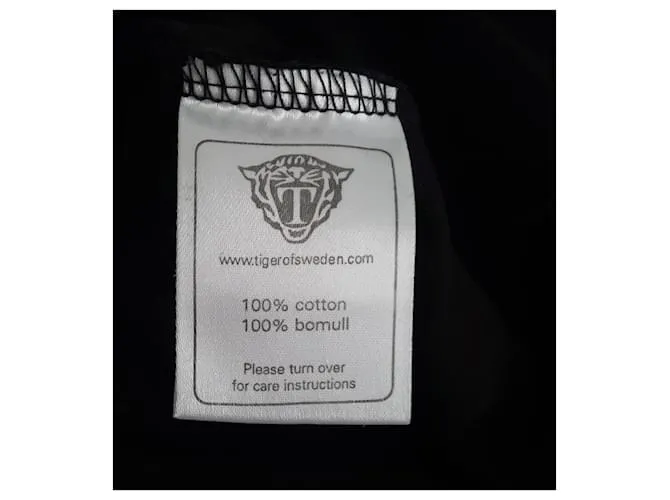 T
www.tigerofsweden.com
100% cotton
100% bomull
Please turn over
for care instructions